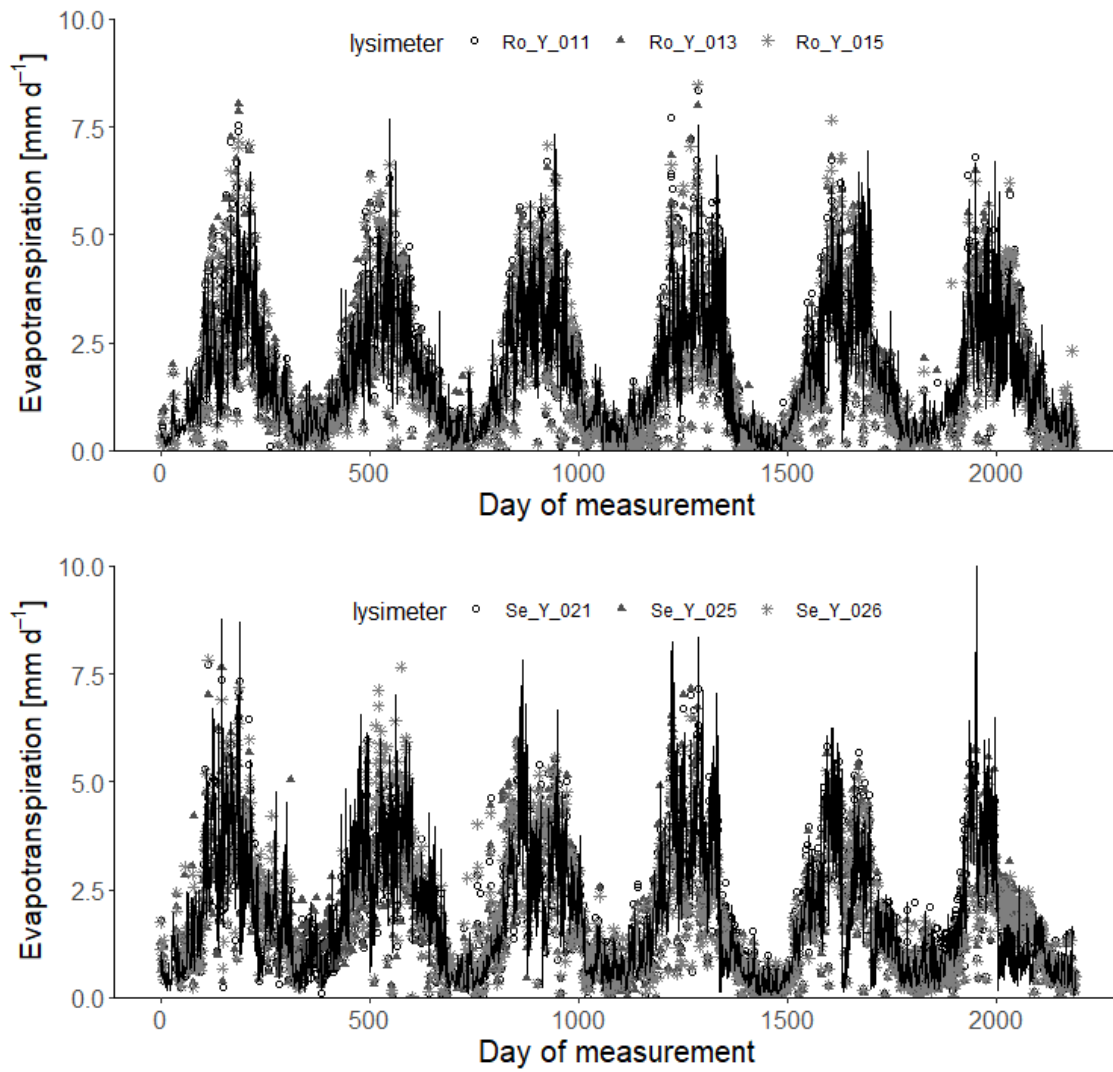 10.0
7.5
5.0
2.5
0.0
Evapotranspiration [mm d⁻¹]
lysimeter Ro_Y_011 Ro_Y_013 Ro_Y_015
0 500 1000 1500 2000
Day of measurement
10.0
7.5
5.0
2.5
0.0
Evapotranspiration [mm d⁻¹]
lysimeter Se_Y_021 Se_Y_025 Se_Y_026
0 500 1000 1500 2000
Day of measurement